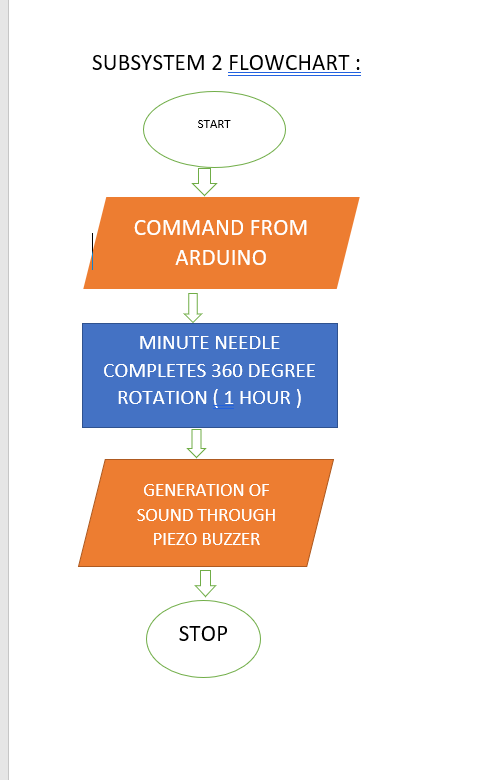 SUBSYSTEM 2 FLOWCHART :
START
COMMAND FROM
ARDUINO
MINUTE NEEDLE
COMPLETES 360 DEGREE
ROTATION ( 1 HOUR )
GENERATION OF
SOUND THROUGH
PIEZO BUZZER
STOP